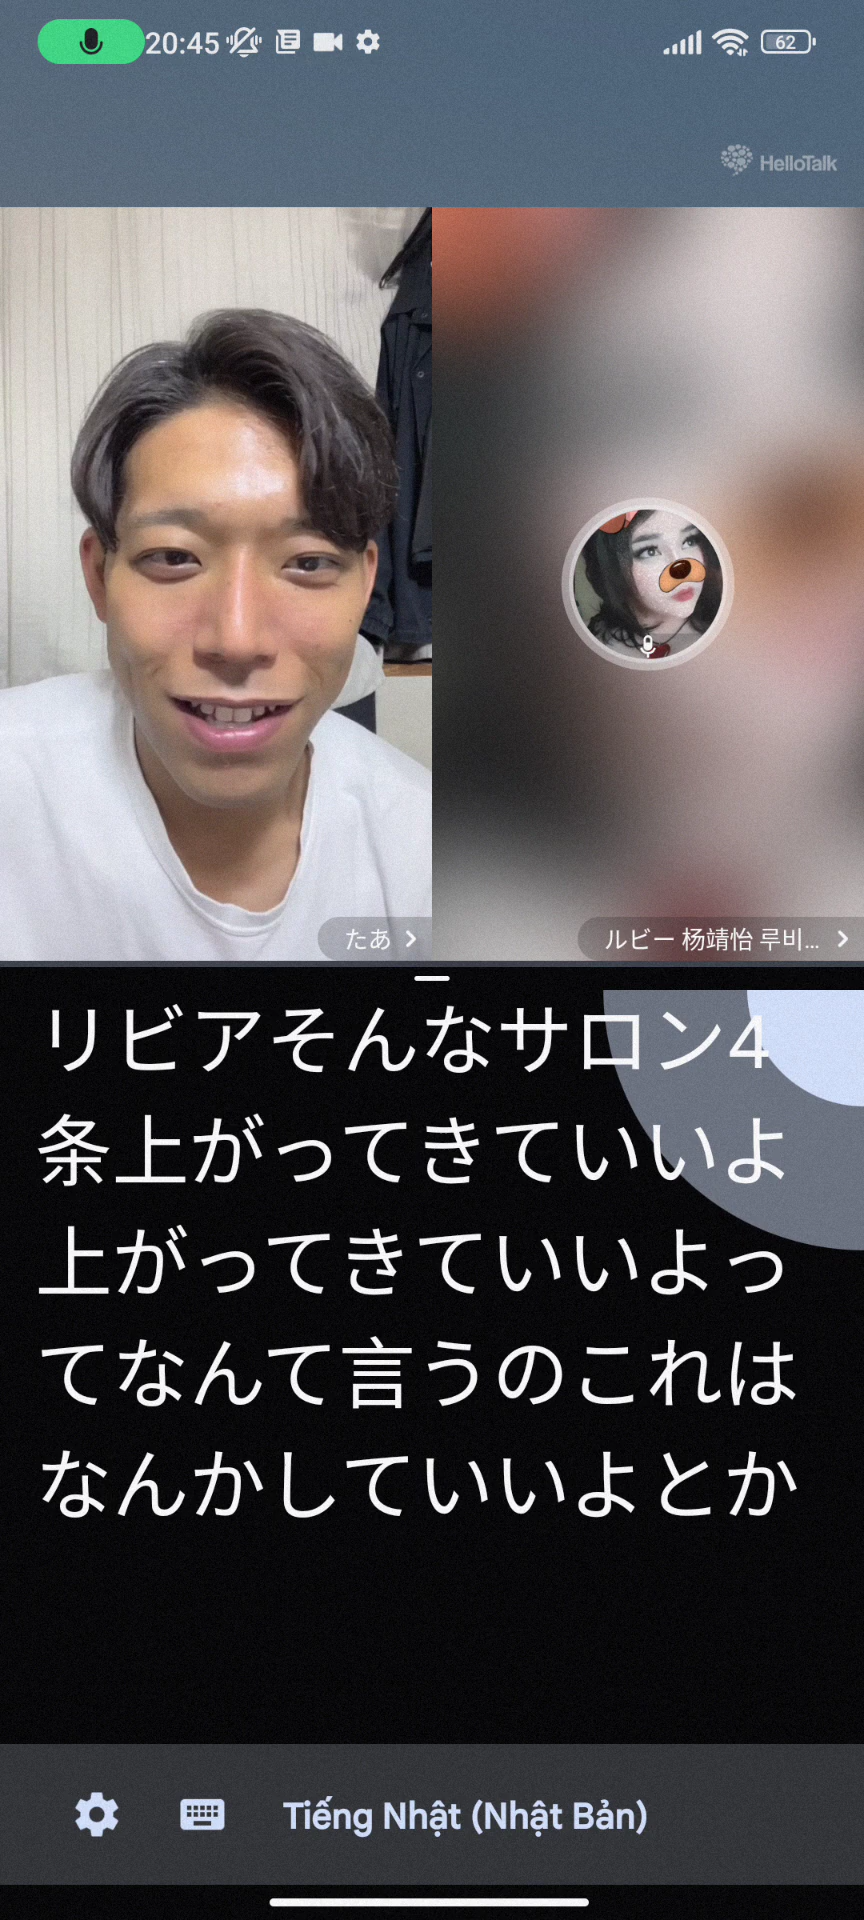 20:45
62
HelloTalk
たあ
ルビー 杨靖怡 루비...
リビアそんなサロン4
条上がってきていいよ
上がってきていいよっ
てなんて言うのこれは
なんかしていいよとか
Tiếng Nhật (Nhật Bản)